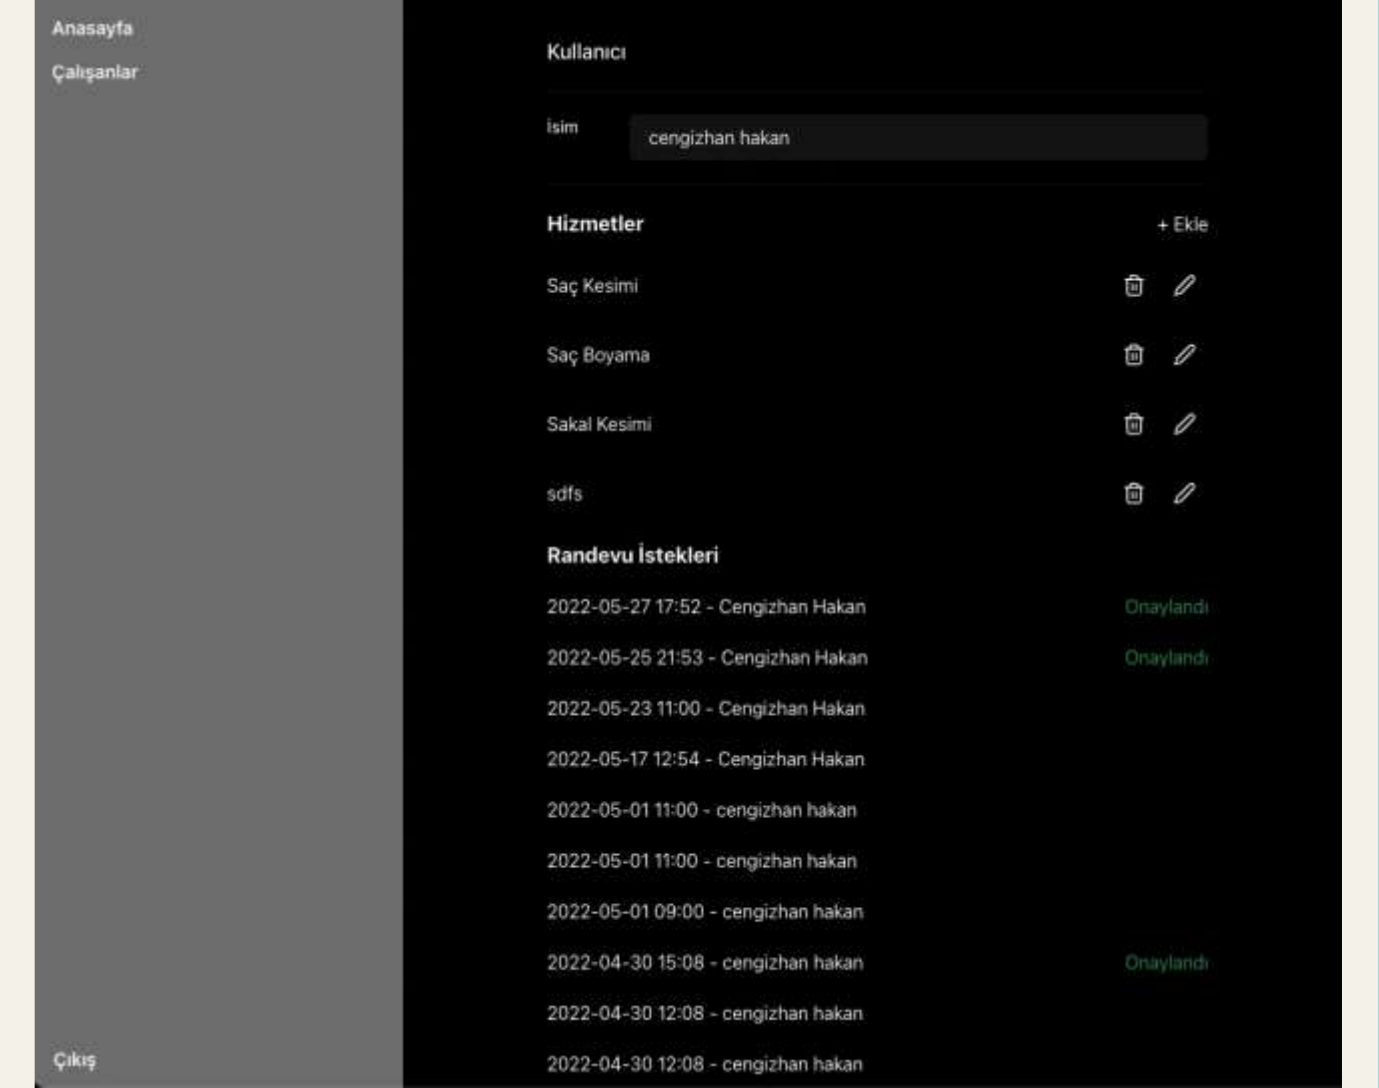 Anasayfa
Çalışanlar
Çıkış
Kullanıcı
İsim
cengizhan hakan
Hizmetler
+ Ekle
Saç Kesimi
Saç Boyama
Sakal Kesimi
sdfs
Randevu İstekleri
2022-05-27 17:52 - Cengizhan Hakan Onaylandı
2022-05-25 21:53 - Cengizhan Hakan Onaylandı
2022-05-23 11:00 - Cengizhan Hakan
2022-05-17 12:54 - Cengizhan Hakan
2022-05-01 11:00 - cengizhan hakan
2022-05-01 11:00 - cengizhan hakan
2022-05-01 09:00 - cengizhan hakan
2022-04-30 15:08 - cengizhan hakan Onaylandı
2022-04-30 12:08 - cengizhan hakan
2022-04-30 12:08 - cengizhan hakan